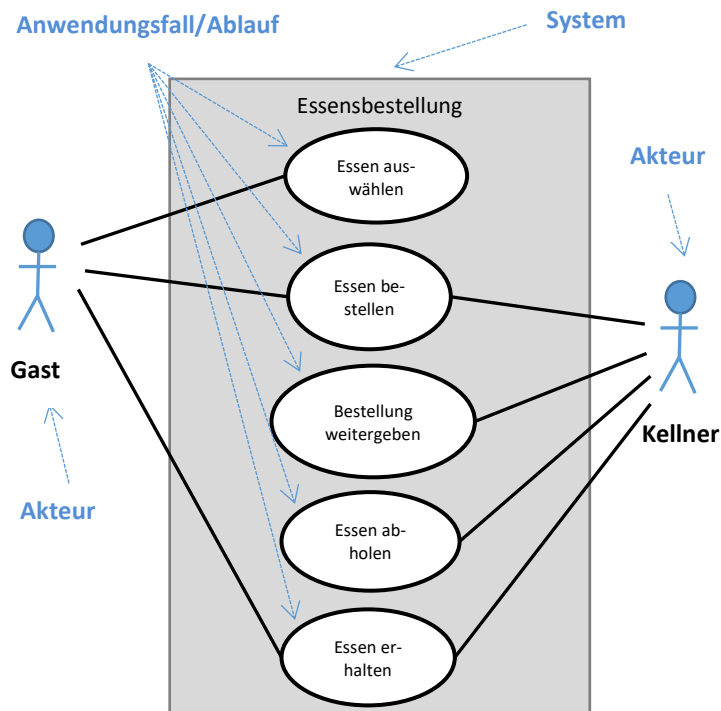 Anwendungsfall/Ablauf
System
Essensbestellung
Essen aus-
wählen
Akteur
Essen be-
stellen
Gast
Bestellung
weitergeben
Kellner
Akteur
Essen ab-
holen
Essen er-
halten